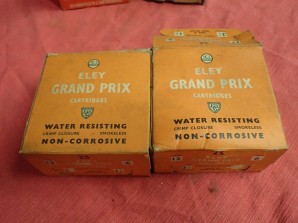 ELEY
GRAND PRIX
CARTRIDGES
WATER RESISTING
CRIMP CLOSURE SMOKELESS
NON-CORROSIVE
ELEY
GRAND PRIX
CARTRIDGES
WATER RESISTING
CRIMP CLOSURE SMOKELESS
NON-CORROSIVE